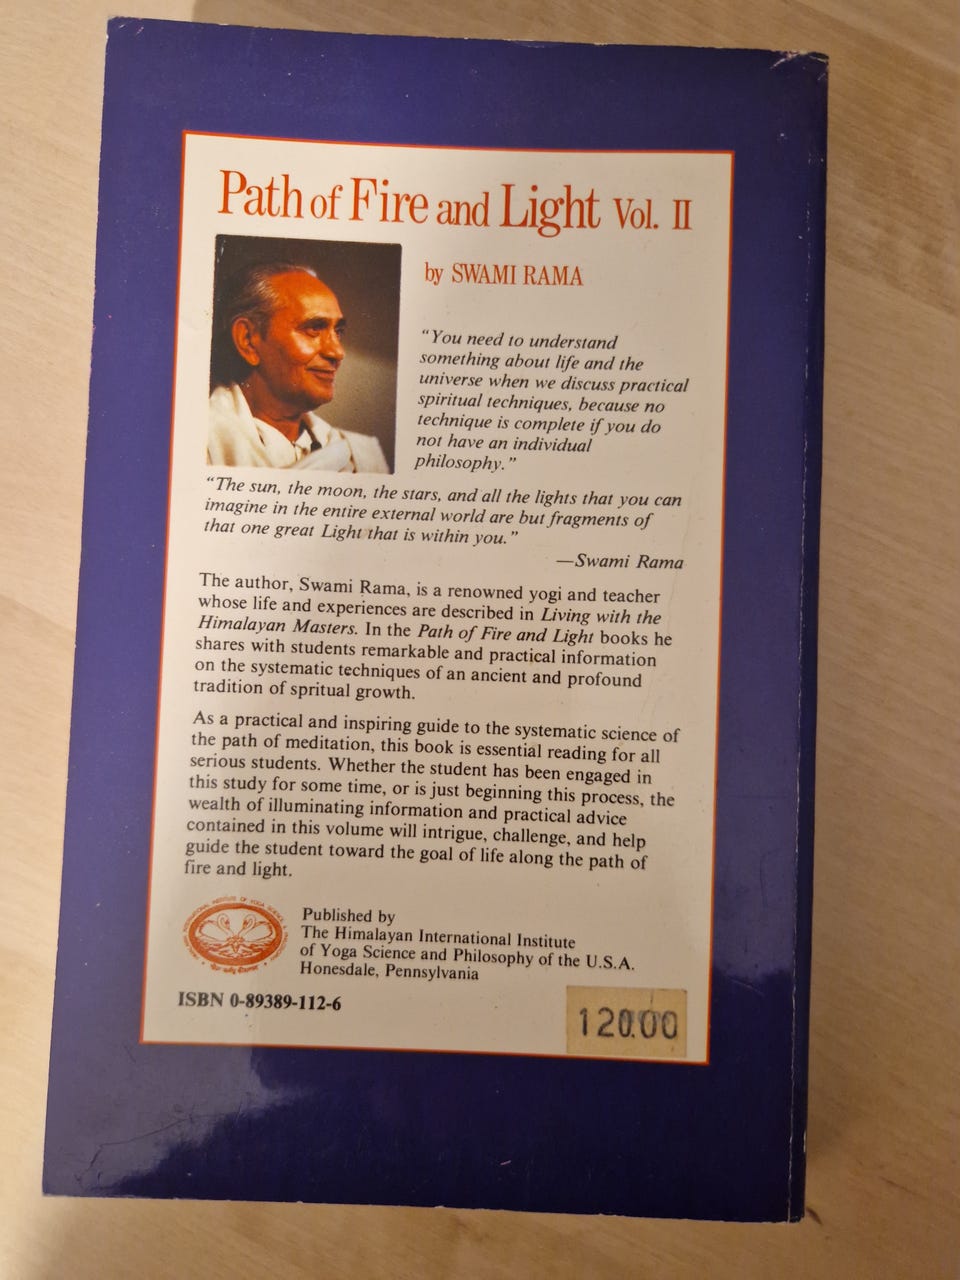 Path of Fire and Light Vol. II
by SWAMI RAMA
“You need to understand
something about life and the
universe when we discuss practical
spiritual techniques, because no
technique is complete if you do
not have an individual
philosophy.”
“The sun, the moon, the stars, and all the lights that you can
imagine in the entire external world are but fragments of
that one great Light that is within you.”
—Swami Rama
The author, Swami Rama, is a renowned yogi and teacher
whose life and experiences are described in Living with the
Himalayan Masters. In the Path of Fire and Light books he
shares with students remarkable and practical information
on the systematic techniques of an ancient and profound
tradition of spritual growth.
As a practical and inspiring guide to the systematic science of
the path of meditation, this book is essential reading for all
serious students. Whether the student has been engaged in
this study for some time, or is just beginning this process, the
wealth of illuminating information and practical advice
contained in this volume will intrigue, challenge, and help
guide the student toward the goal of life along the path of
fire and light.
Published by
The Himalayan International Institute
of Yoga Science and Philosophy of the U.S.A.
Honesdale, Pennsylvania
ISBN 0-89389-112-6
120.00